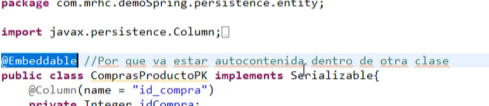 package com.mrhc.demoSpring.persistence.entity;
import javax.persistence.Column;
@Embeddable //Por que va estar autocontenida dentro de otra clase
public class ComprasProductoPK implements Serializable{
@Column(name = "id_compra")
private Integer idCompra;